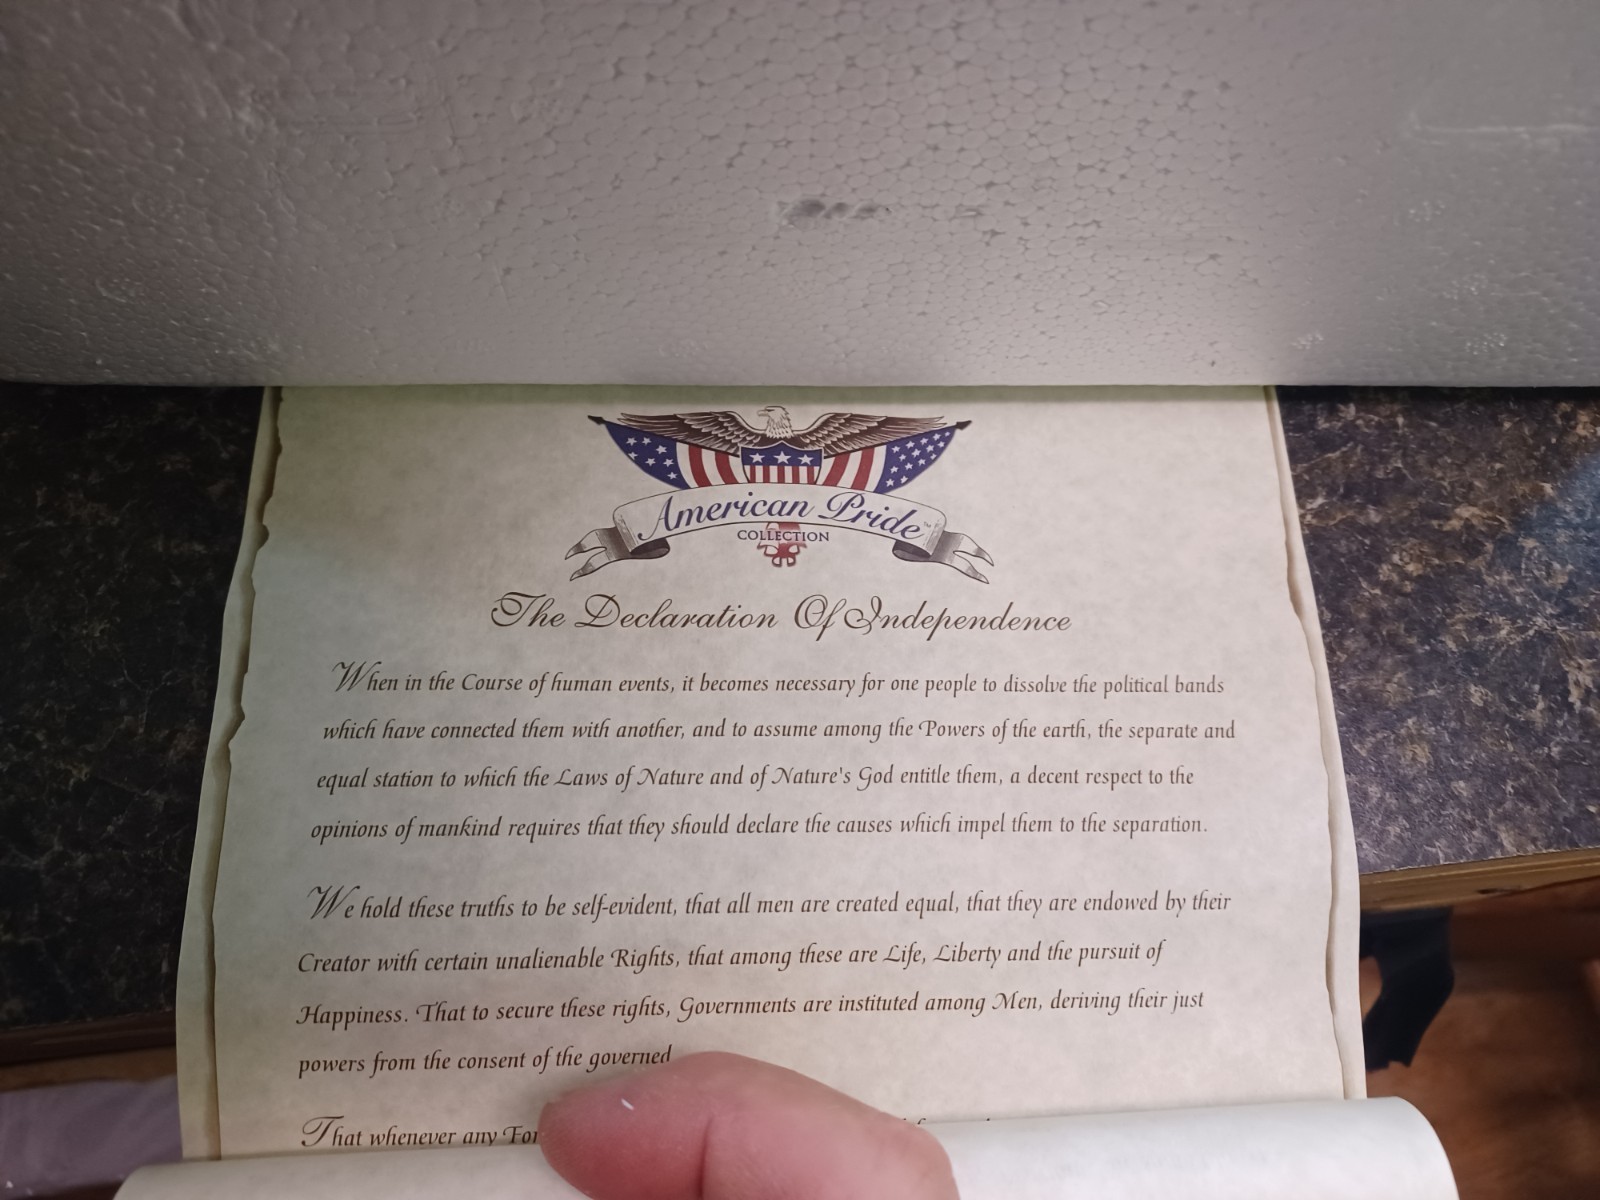 American Pride™
COLLECTION
The Declaration Of Independence
When in the Course of human events, it becomes necessary for one people to dissolve the political bands
which have connected them with another, and to assume among the Powers of the earth, the separate and
equal station to which the Laws of Nature and of Nature's God entitle them, a decent respect to the
opinions of mankind requires that they should declare the causes which impel them to the separation.
We hold these truths to be self-evident, that all men are created equal, that they are endowed by their
Creator with certain unalienable Rights, that among these are Life, Liberty and the pursuit of
Happiness. That to secure these rights, Governments are instituted among Men, deriving their just
powers from the consent of the governed
That whenever any